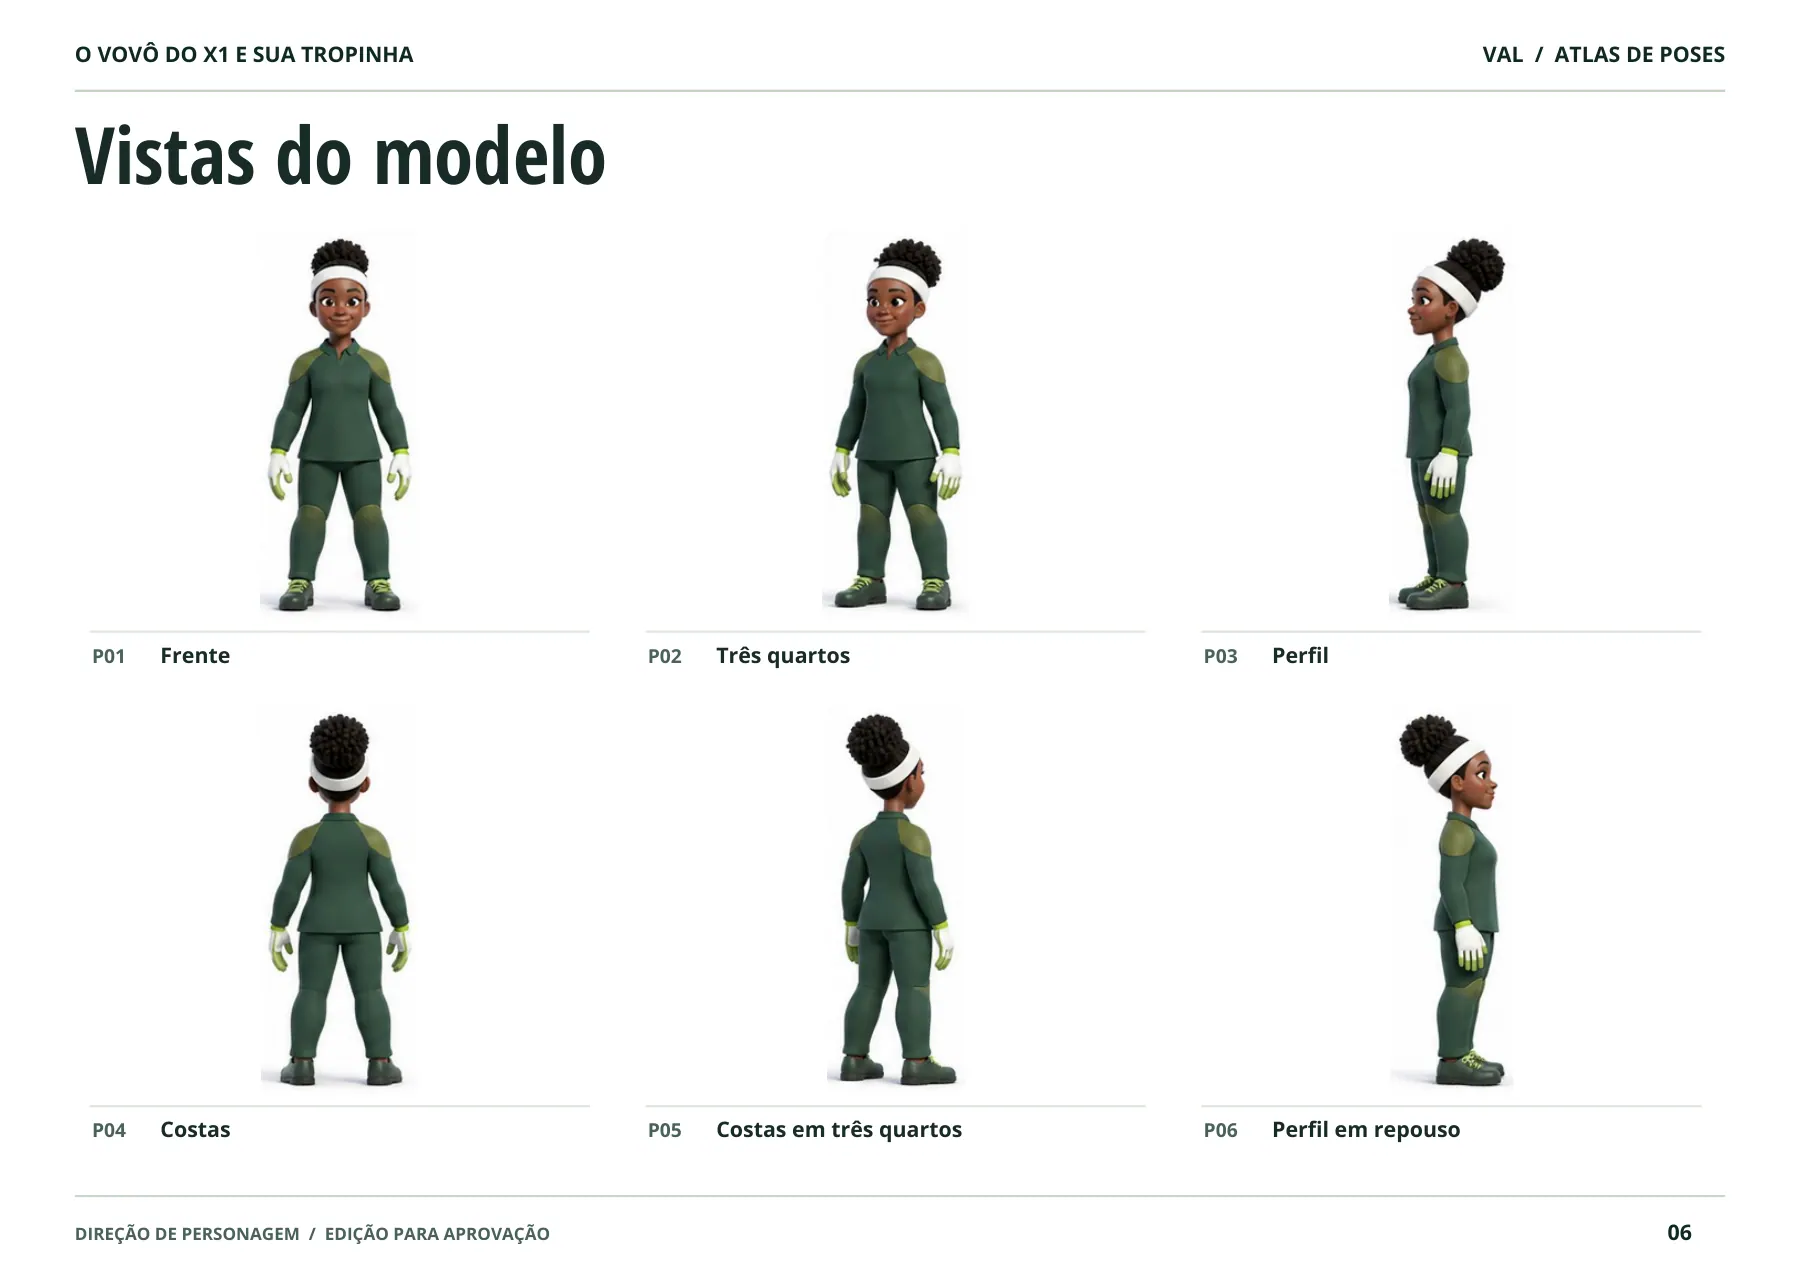 O VOVÔ DO X1 E SUA TROPINHA
VAL / ATLAS DE POSES
Vistas do modelo
P01 Frente
P02 Três quartos
P03 Perfil
P04 Costas
P05 Costas em três quartos
P06 Perfil em repouso
DIREÇÃO DE PERSONAGEM / EDIÇÃO PARA APROVAÇÃO
06